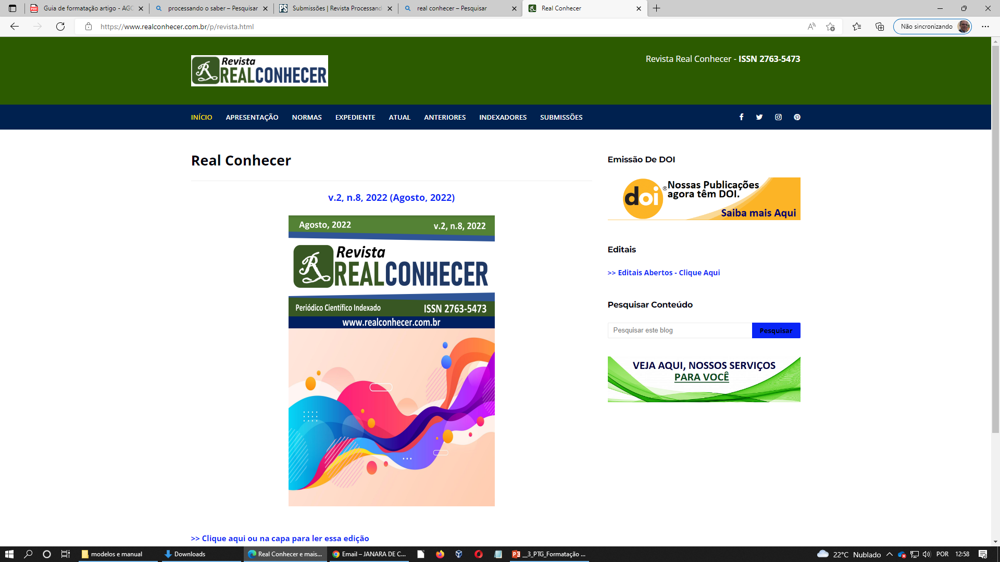 Guia de formatação artigo - AGO
processando o saber – Pesquisar
Submissões | Revista Processand
real conhecer – Pesquisar
Real Conhecer
https://www.realconhecer.com.br/p/revista.html
Não sincronizando
Revista
REALCONHECER
Revista Real Conhecer - ISSN 2763-5473
INÍCIO APRESENTAÇÃO NORMAS EXPEDIENTE ATUAL ANTERIORES INDEXADORES SUBMISSÕES
Real Conhecer
v.2, n.8, 2022 (Agosto, 2022)
Agosto, 2022 v.2, n.8, 2022
Revista
REALCONHECER
Periódico Científico Indexado ISSN 2763-5473
www.realconhecer.com.br
>> Clique aqui ou na capa para ler essa edição
Emissão De DOI
doi®
Nossas Publicações
agora têm DOI.
Saiba mais Aqui
Editais
>> Editais Abertos - Clique Aqui
Pesquisar Conteúdo
Pesquisar este blog Pesquisar
VEJA AQUI, NOSSOS SERVIÇOS
PARA VOCÊ
modelos e manual
Downloads
Real Conhecer e mais...
Email – JANARA DE C...
__3_PTG_Formatação ...
22°C Nublado
POR
12:58